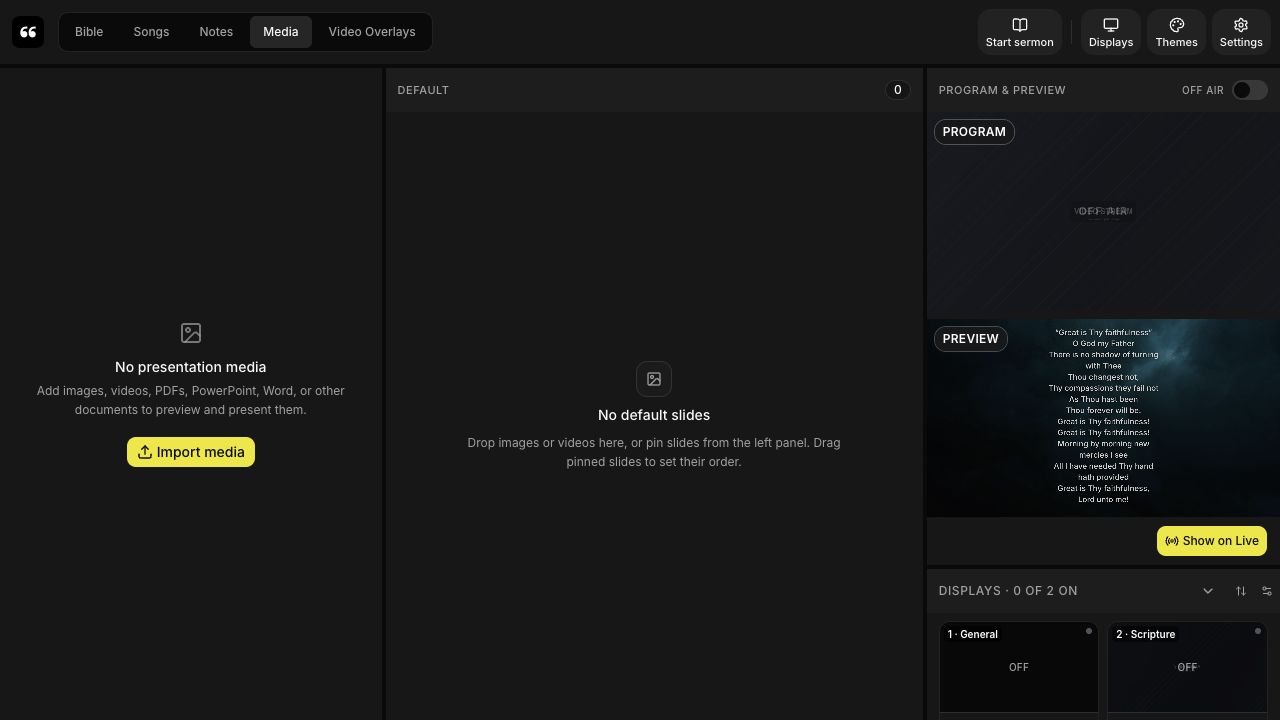 Bible
Songs
Notes
Media
Video Overlays
Start sermon
Displays
Themes
Settings
No presentation media
Add images, videos, PDFs, PowerPoint, Word, or other
documents to preview and present them.
Import media
DEFAULT
0
No default slides
Drop images or videos here, or pin slides from the left panel. Drag
pinned slides to set their order.
PROGRAM & PREVIEW
OFF AIR
PROGRAM
OFF AIR
PREVIEW
“Great is Thy faithfulness”
O God my Father
There is no shadow of turning
with Thee
Thou changest not,
Thy compassions they fail not
As Thou hast been
Thou forever will be.
Great is Thy faithfulness!
Great is Thy faithfulness!
Morning by morning new
mercies I see
All I have needed Thy hand
hath provided
Great is Thy faithfulness,
Lord unto me!
Show on Live
DISPLAYS · 0 OF 2 ON
1 · General
OFF
2 · Scripture
OFF